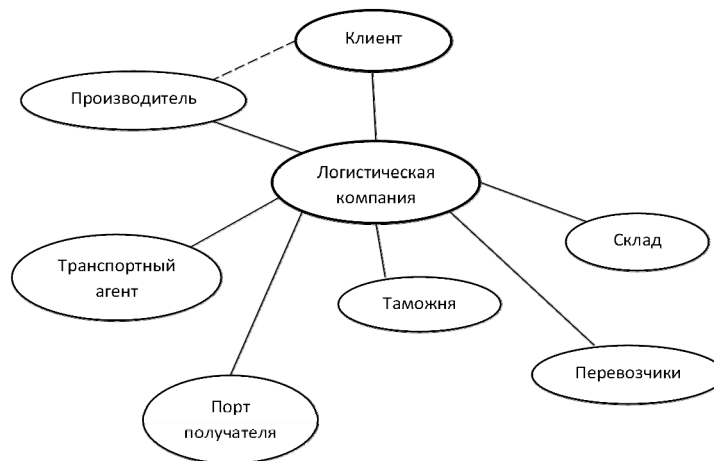 Клиент
Производитель
Логистическая
компания
Склад
Транспортный
агент
Таможня
Перевозчики
Порт
получателя